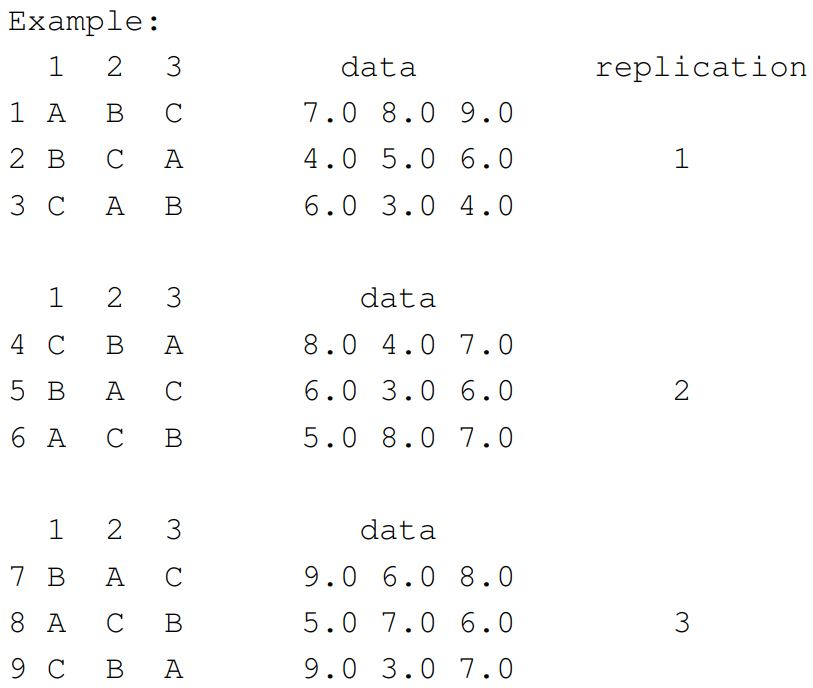 Example:
1 2 3 data replication
1 A B C 7.0 8.0 9.0
2 B C A 4.0 5.0 6.0 1
3 C A B 6.0 3.0 4.0
1 2 3 data
4 C B A 8.0 4.0 7.0
5 B A C 6.0 3.0 6.0 2
6 A C B 5.0 8.0 7.0
1 2 3 data
7 B A C 9.0 6.0 8.0
8 A C B 5.0 7.0 6.0 3
9 C B A 9.0 3.0 7.0